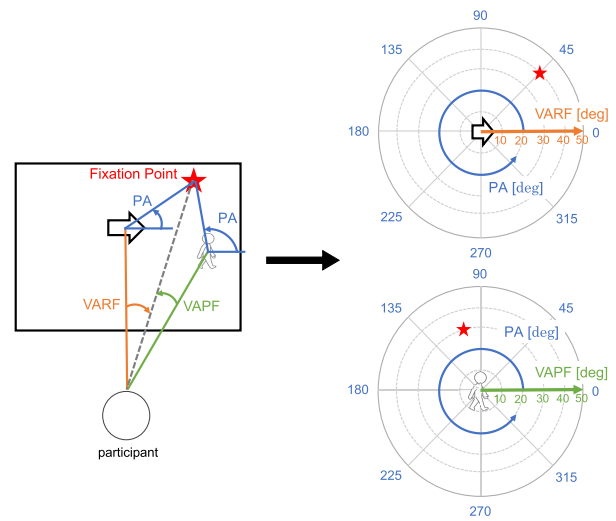 Fixation Point
PA
PA
VARF
VAPF
participant
90
135
45
VARF [deg]
180
10 20 30 40 50
0
PA [deg]
225
315
270
90
135
45
PA [deg]
VAPF [deg]
180
10 20 30 40 50
0
225
315
270